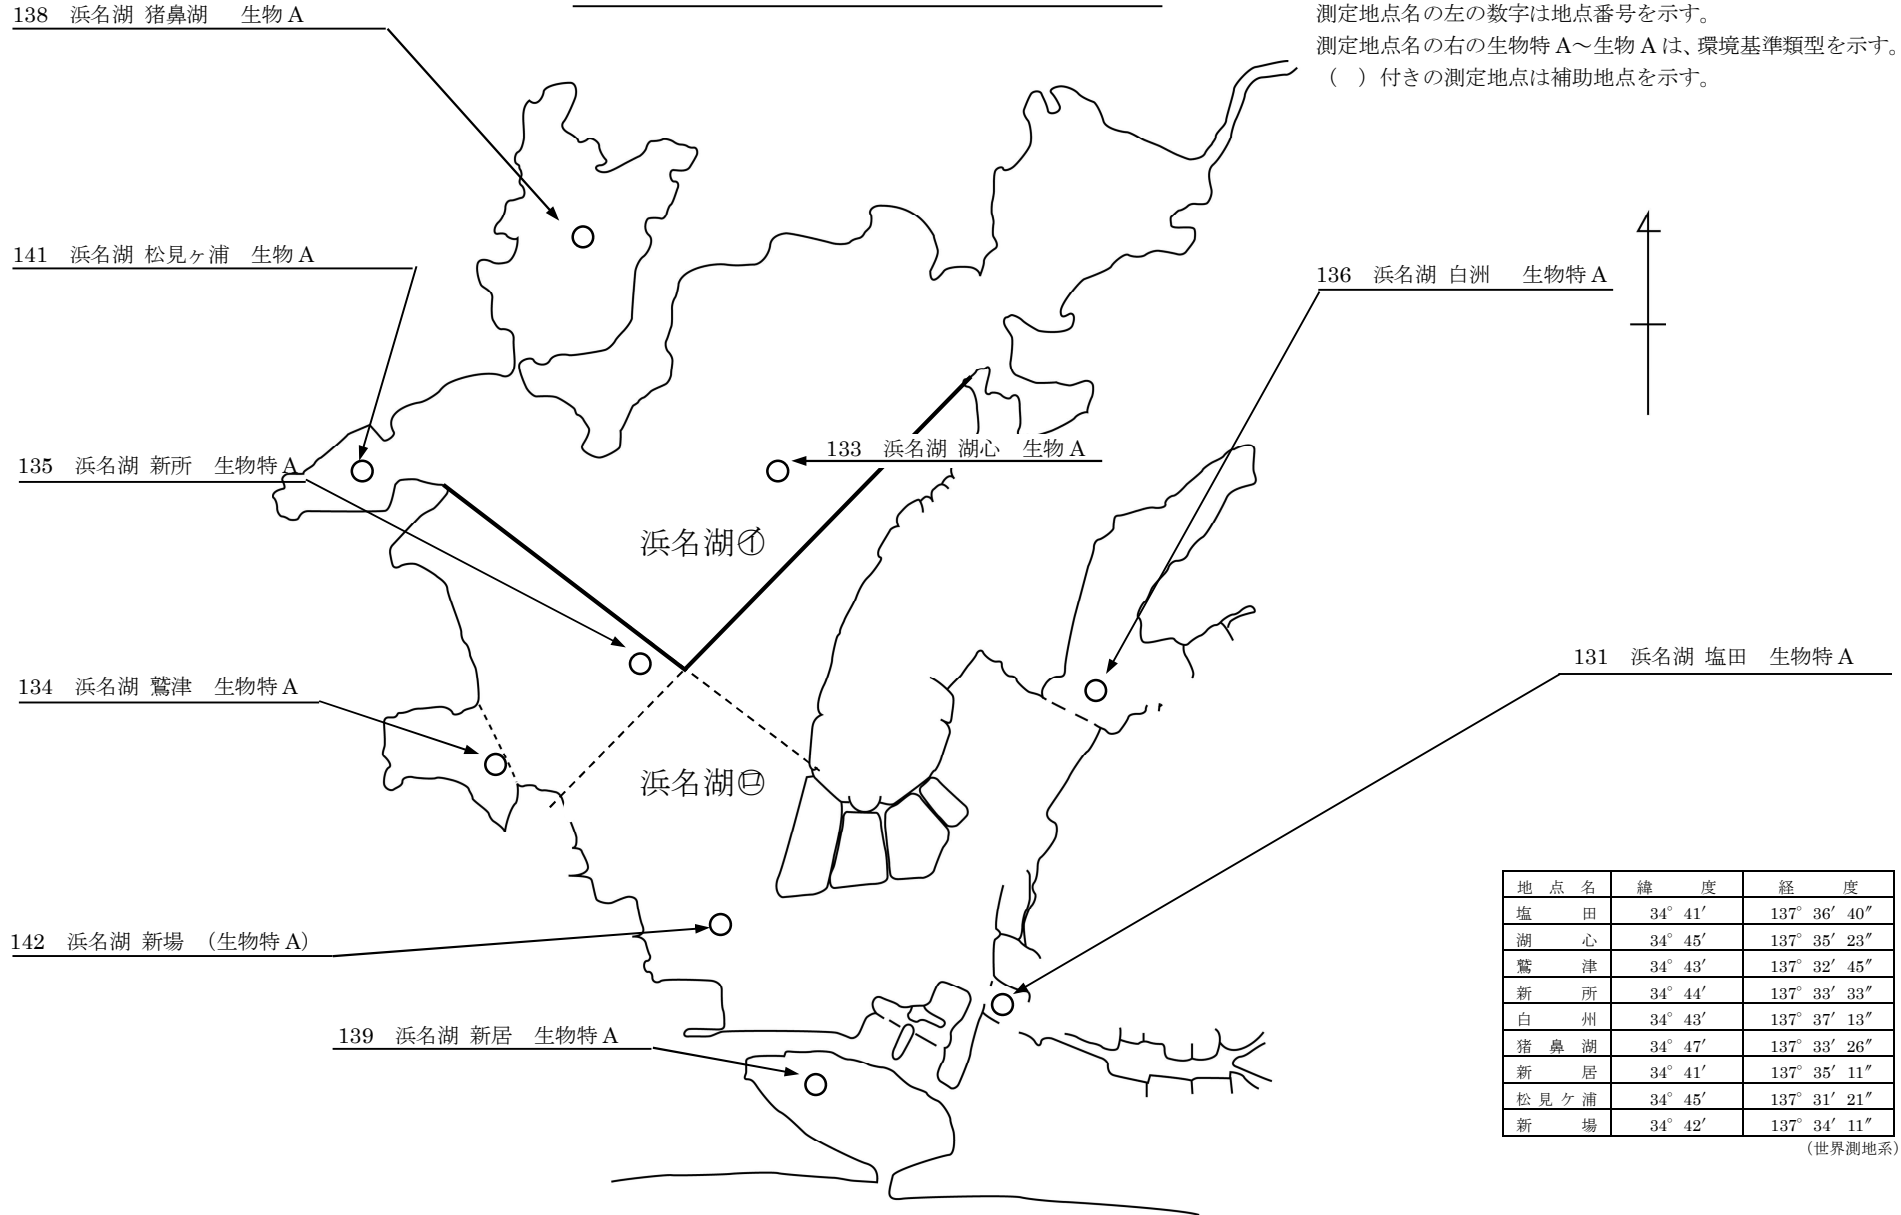 138 浜名湖 猪鼻湖 生物 A
測定地点名の左の数字は地点番号を示す。
測定地点名の右の生物特 A～生物 A は、環境基準類型を示す。
（ ）付きの測定地点は補助地点を示す。
141 浜名湖 松見ヶ浦 生物 A
136 浜名湖 白洲 生物特 A
133 浜名湖 湖心 生物 A
135 浜名湖 新所 生物特 A
浜名湖㋑
131 浜名湖 塩田 生物特 A
134 浜名湖 鷲津 生物特 A
浜名湖㋺
142 浜名湖 新場 （生物特 A）
139 浜名湖 新居 生物特 A
地点名 緯度 経度
塩田 34° 41′ 137° 36′ 40″
湖心 34° 45′ 137° 35′ 23″
鷲津 34° 43′ 137° 32′ 45″
新所 34° 44′ 137° 33′ 33″
白州 34° 43′ 137° 37′ 13″
猪鼻湖 34° 47′ 137° 33′ 26″
新居 34° 41′ 137° 35′ 11″
松見ケ浦 34° 45′ 137° 31′ 21″
新場 34° 42′ 137° 34′ 11″
（世界測地系）